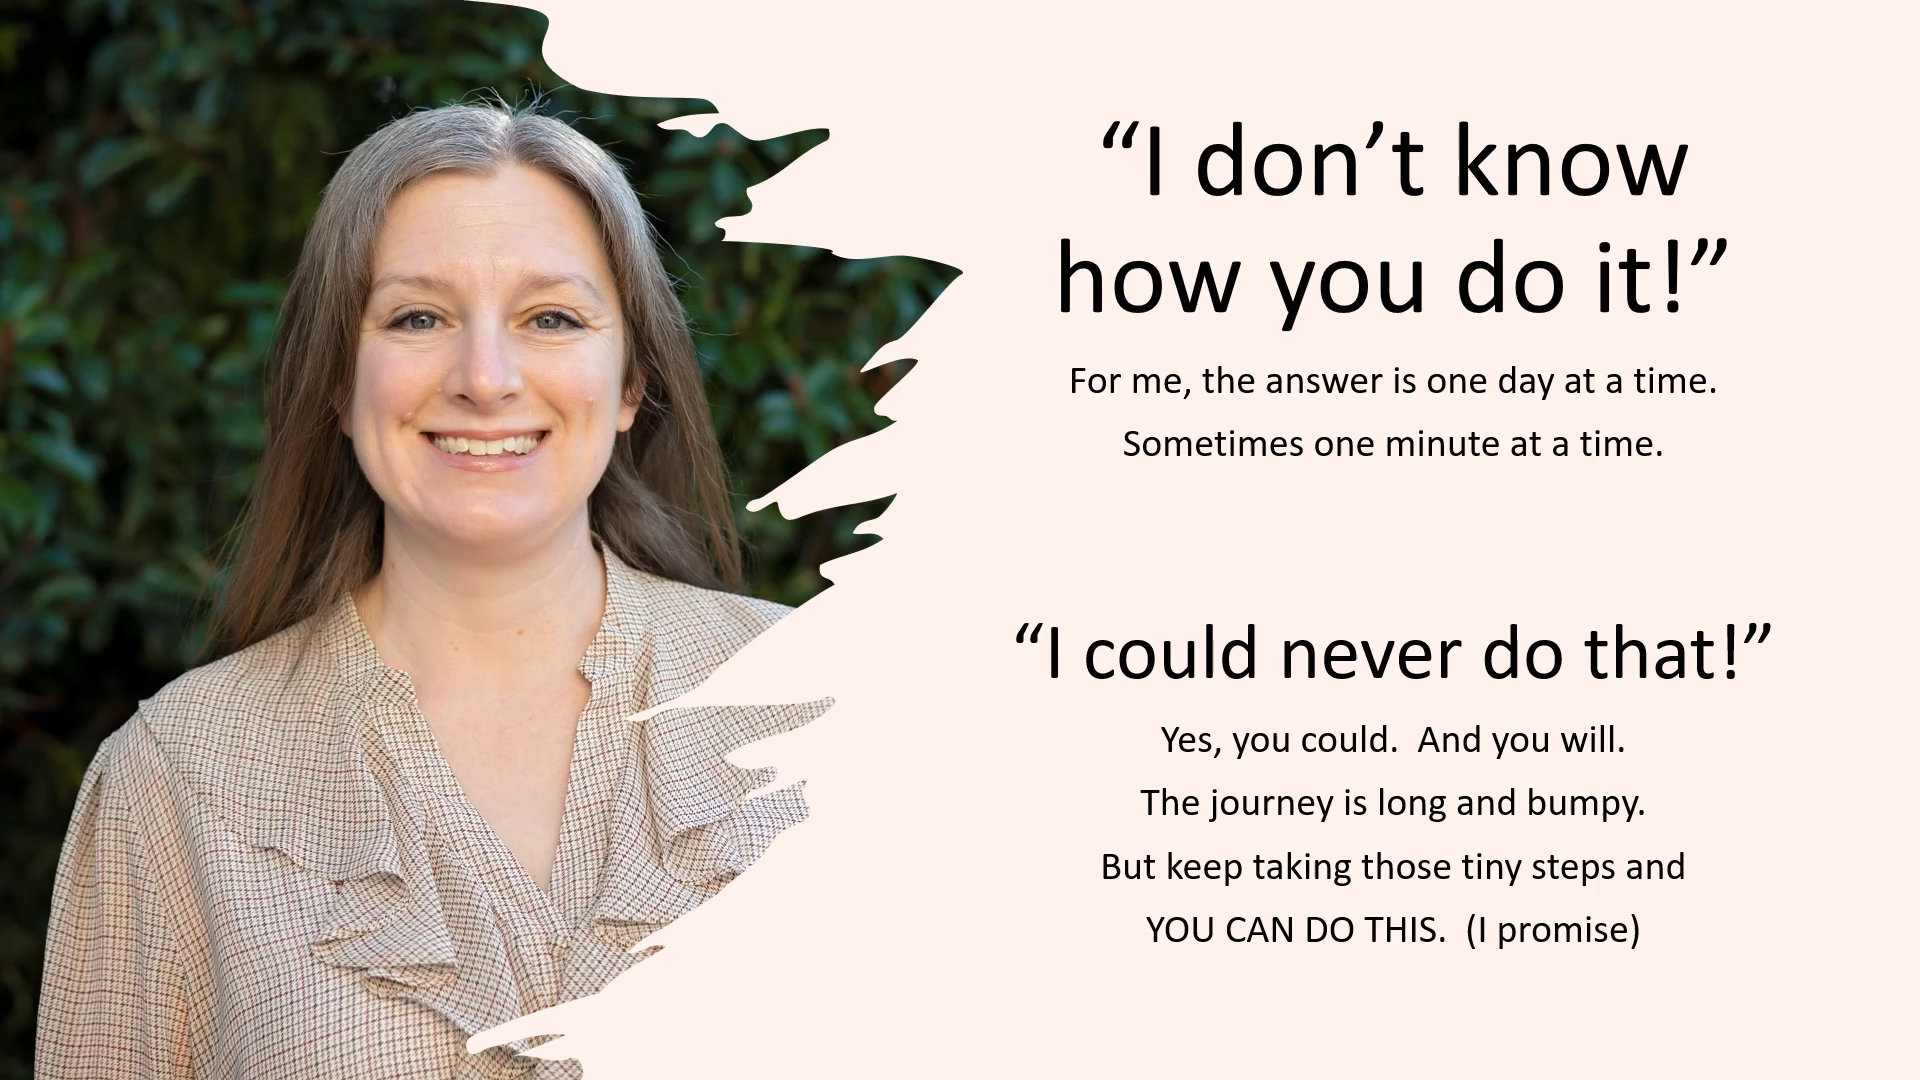 “I don’t know
how you do it!”
For me, the answer is one day at a time.
Sometimes one minute at a time.
“I could never do that!”
Yes, you could.  And you will.
The journey is long and bumpy.
But keep taking those tiny steps and
YOU CAN DO THIS.  (I promise)